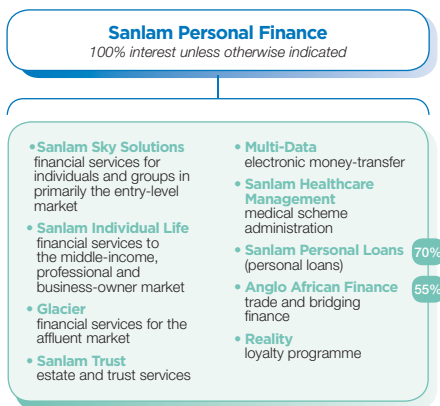 Sanlam Personal Finance
100% interest unless otherwise indicated
• Sanlam Sky Solutions
financial services for
individuals and groups in
primarily the entry-level
market
• Sanlam Individual Life
financial services to
the middle-income,
professional and
business-owner market
• Glacier
financial services for the
affluent market
• Sanlam Trust
estate and trust services
• Multi-Data
electronic money-transfer
• Sanlam Healthcare
Management
medical scheme
administration
• Sanlam Personal Loans 70%
(personal loans)
• Anglo African Finance 55%
trade and bridging
finance
• Reality
loyalty programme